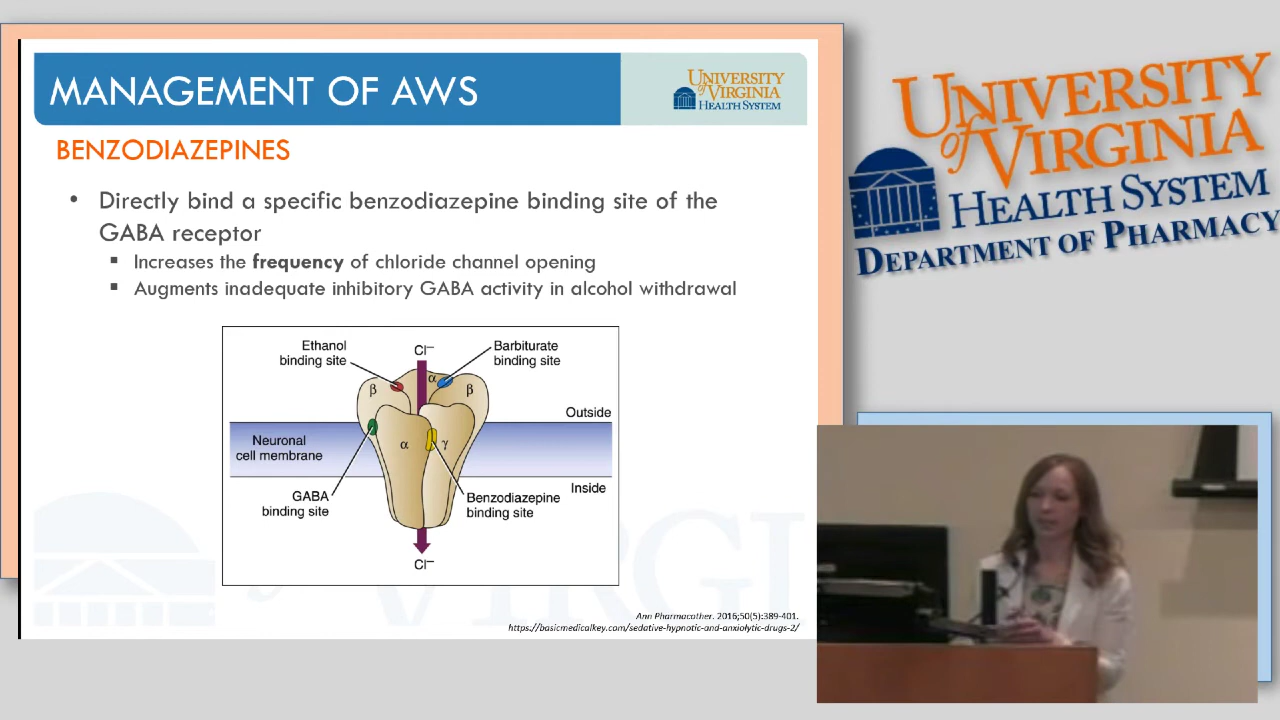 MANAGEMENT OF AWS
UNIVERSITY
of VIRGINIA
HEALTH SYSTEM
BENZODIAZEPINES
• Directly bind a specific benzodiazepine binding site of the
GABA receptor
▪ Increases the frequency of chloride channel opening
▪ Augments inadequate inhibitory GABA activity in alcohol withdrawal
Ethanol
binding site
Cl⁻
Barbiturate
binding site
α
β
β
Outside
Neuronal
cell membrane
α
γ
Inside
GABA
binding site
Benzodiazepine
binding site
Cl⁻
VIRGI
Ann Pharmacother. 2016;50(5):389-401.
https://basicmedicalkey.com/sedative-hypnotic-and-anxiolytic-drugs-2/
UNIVERSITY
of VIRGINIA
HEALTH SYSTEM
DEPARTMENT OF PHARMACY